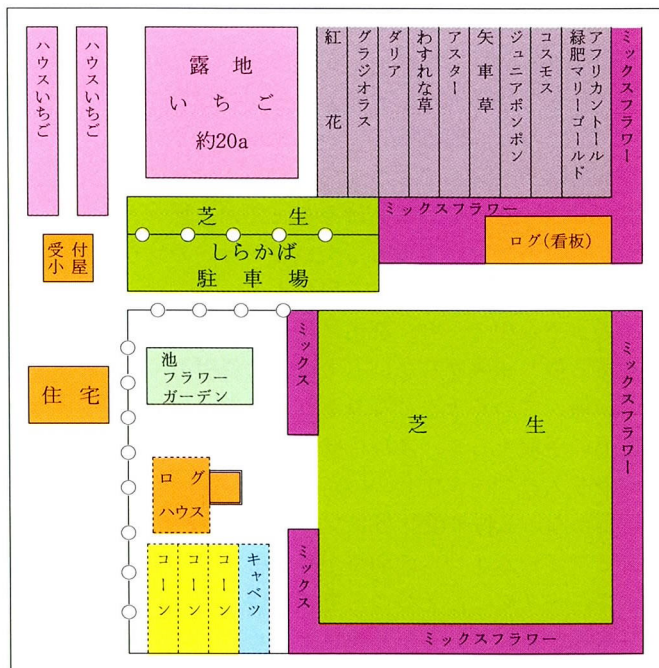 ハウスいちご
ハウスいちご
露地
いちご
約20a
紅花
グラジオラス
ダリア
わすれな草
アスター
矢車草
ジュニアポンポン
コスモス
緑肥マリーゴールド
アフリカントール
ミックスフラワー
ミックスフラワー
ログ(看板)
受付
小屋
芝生
しらかば
駐車場
住宅
池
フラワー
ガーデン
ミックス
芝生
ミックスフラワー
ログ
ハウス
コーン
コーン
コーン
キャベツ
ミックス
ミックスフラワー